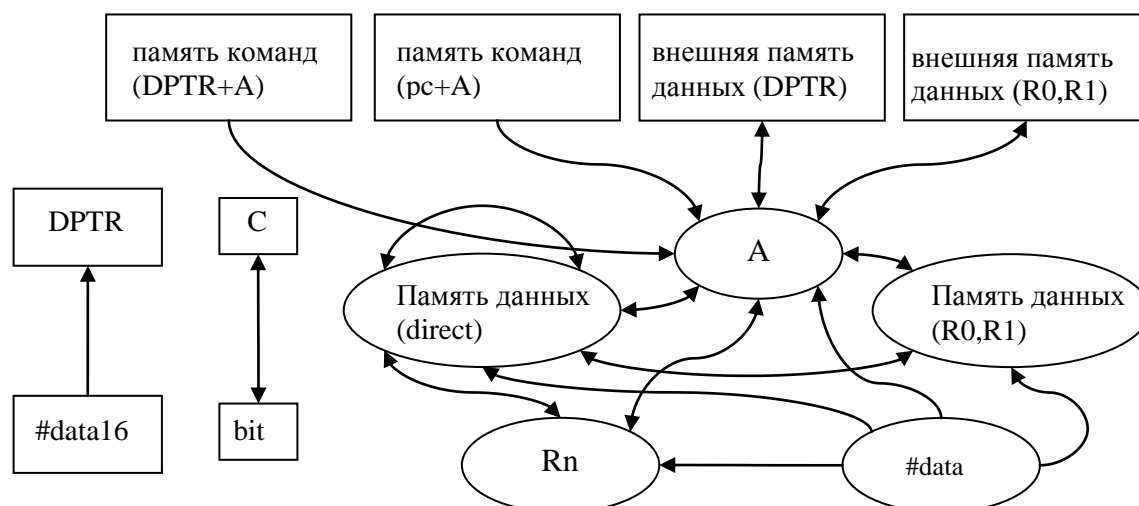 память команд
(DPTR+A)
память команд
(pc+A)
внешняя память
данных (DPTR)
внешняя память
данных (R0,R1)
DPTR
C
A
Память данных
(direct)
Память данных
(R0,R1)
#data16
bit
Rn
#data